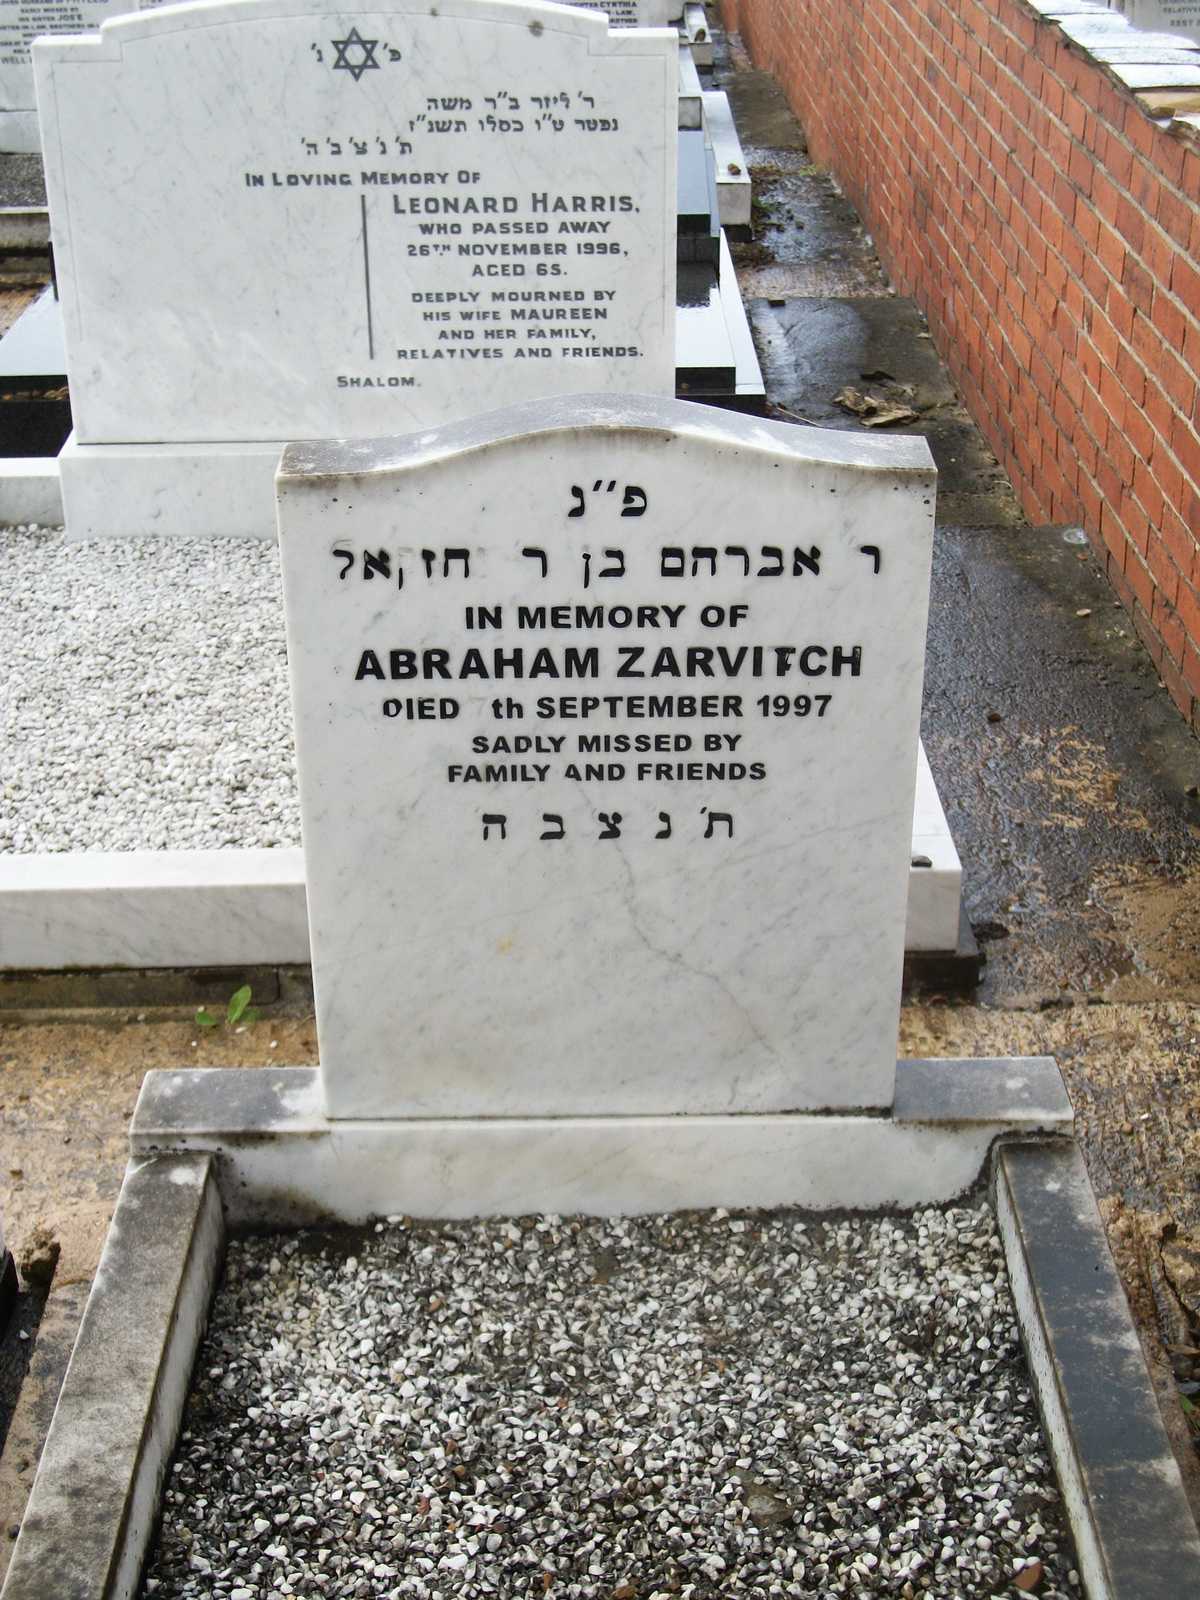 פ' נ'
ר' ליזר ב"ר משה
נפטר ט"ו כסלו תשנ"ז
ת' נ' צ' ב' ה'
IN LOVING MEMORY OF
LEONARD HARRIS,
WHO PASSED AWAY
26TH NOVEMBER 1996,
AGED 65.
DEEPLY MOURNED BY
HIS WIFE MAUREEN
AND HER FAMILY,
RELATIVES AND FRIENDS.
SHALOM.
פ"נ
ר אברהם בן ר חזקאל
IN MEMORY OF
ABRAHAM ZARVITCH
DIED th SEPTEMBER 1997
SADLY MISSED BY
FAMILY AND FRIENDS
ת' נ צ ב ה